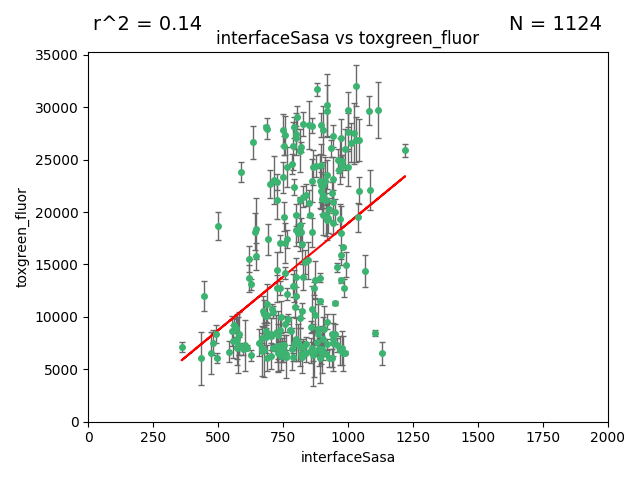 r^2 = 0.14
N = 1124
interfaceSasa vs toxgreen_fluor
35000
30000
25000
20000
15000
10000
5000
0
toxgreen_fluor
0 250 500 750 1000 1250 1500 1750 2000
interfaceSasa